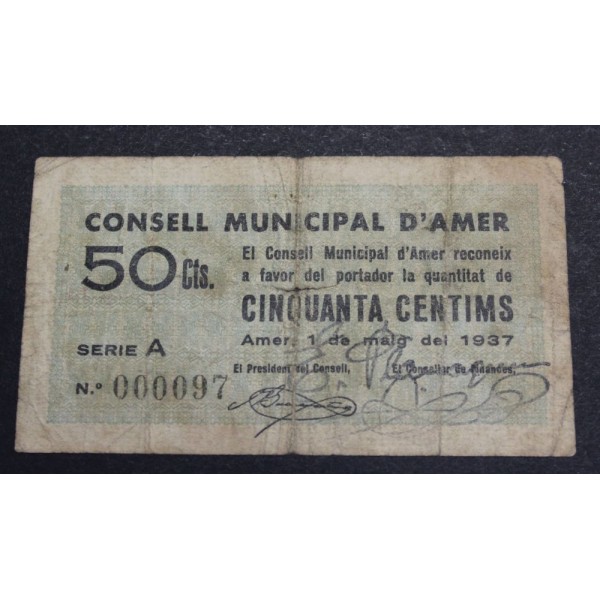 CONSELL MUNICIPAL D'AMER
50 Cts.
El Consell Municipal d'Amer reconeix
a favor del portador la quantitat de
CINQUANTA CENTIMS
Amer, 1 de maig del 1937
SERIE A
El President del Consell, El Conseller de Finances,
N.º 000097